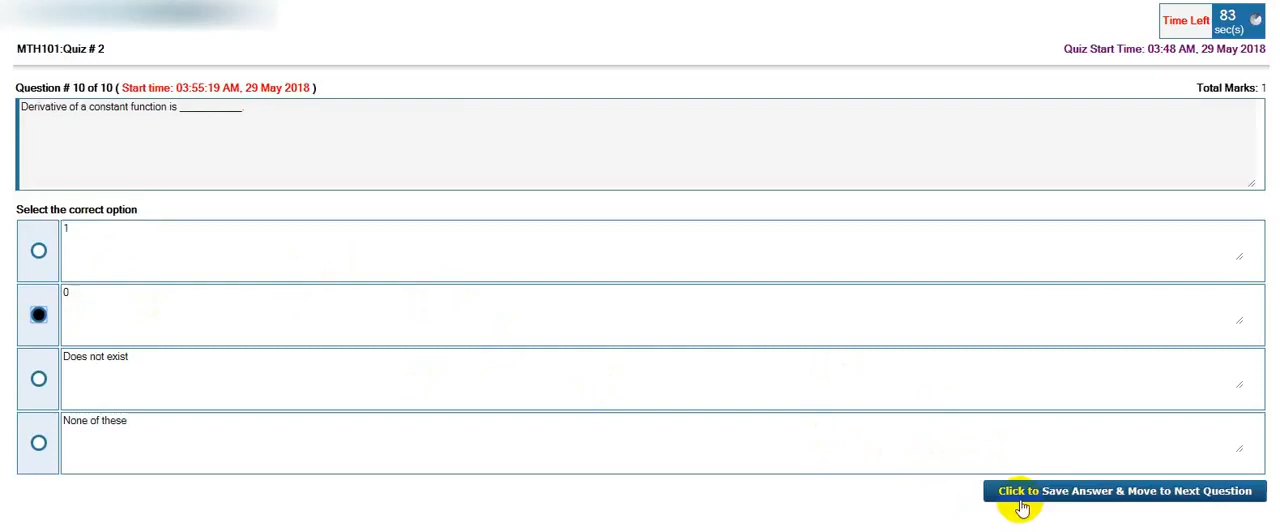 Time Left 83 sec(s)
MTH101:Quiz # 2
Quiz Start Time: 03:48 AM, 29 May 2018
Question # 10 of 10 ( Start time: 03:55:19 AM, 29 May 2018 )
Total Marks: 1
Derivative of a constant function is ___________.
Select the correct option
1
0
Does not exist
None of these
Click to Save Answer & Move to Next Question